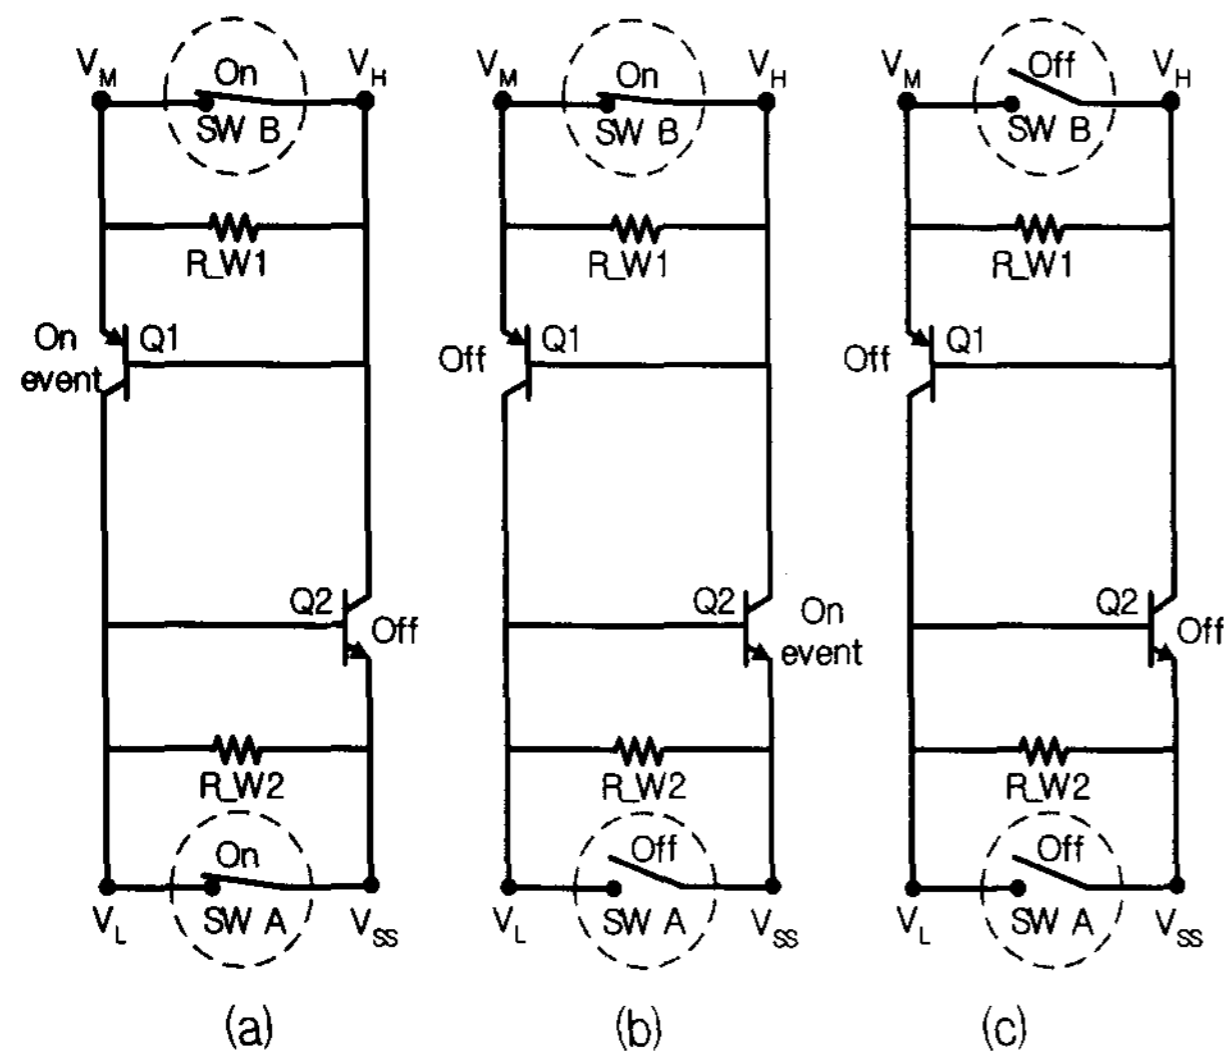 V_M On V_H
SW B
R_W1
On event Q1
Q2 Off
R_W2
On
V_L SW A V_SS
(a)
V_M On V_H
SW B
R_W1
Off Q1
Q2 On event
R_W2
Off
V_L SW A V_SS
(b)
V_M Off V_H
SW B
R_W1
Off Q1
Q2 Off
R_W2
Off
V_L SW A V_SS
(c)